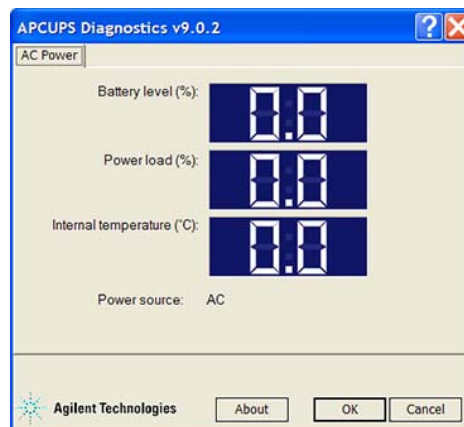 APCUPS Diagnostics v9.0.2
AC Power
Battery level (%): 0.0
Power load (%): 0.0
Internal temperature (°C): 0.0
Power source: AC
Agilent Technologies About OK Cancel